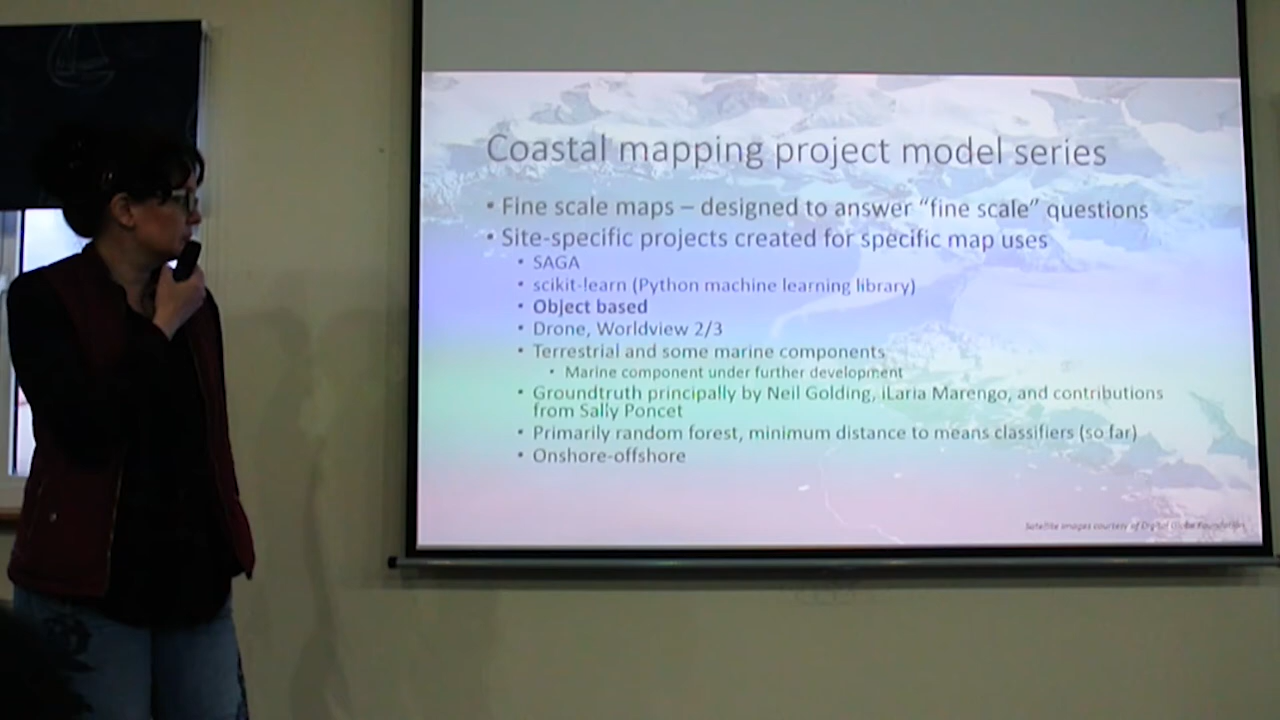 Coastal mapping project model series
• Fine scale maps – designed to answer “fine scale” questions
• Site-specific projects created for specific map uses
• SAGA
• scikit-learn (Python machine learning library)
• Object based
• Drone, Worldview 2/3
• Terrestrial and some marine components
• Marine component under further development
• Groundtruth principally by Neil Golding, iLaria Marengo, and contributions
from Sally Poncet
• Primarily random forest, minimum distance to means classifiers (so far)
• Onshore-offshore
Satellite images courtesy of Digital Globe Foundation